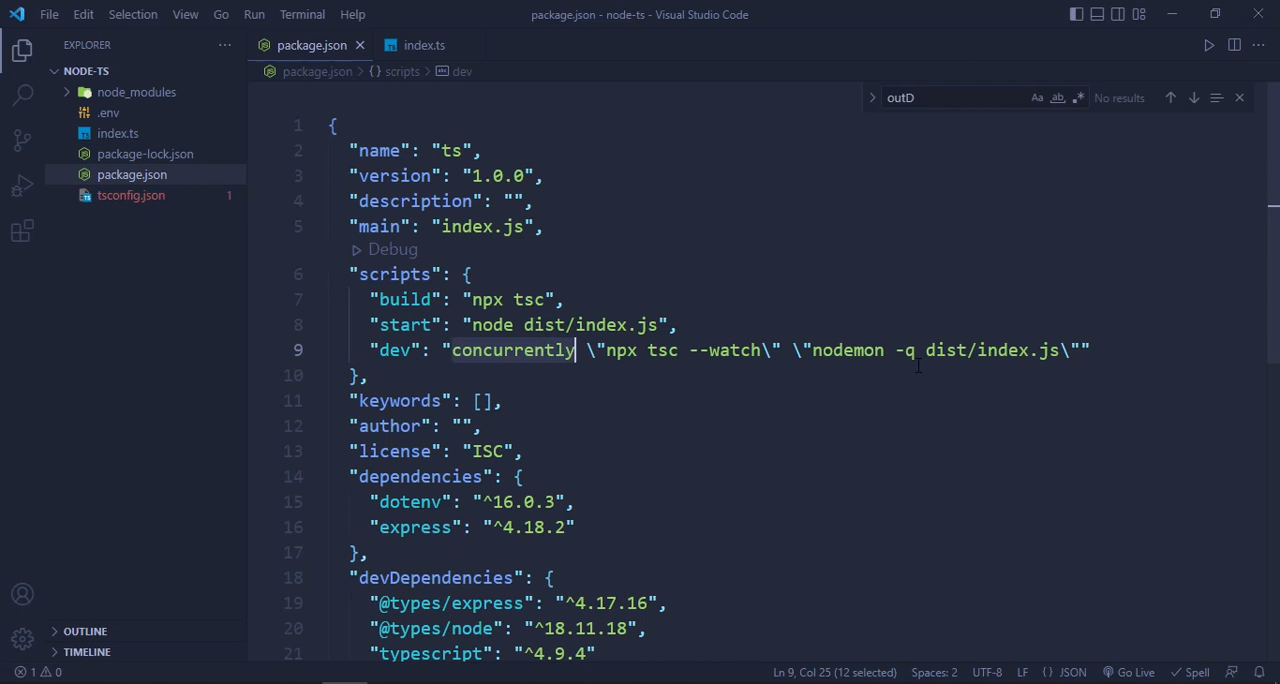 File Edit Selection View Go Run Terminal Help package.json - node-ts - Visual Studio Code
EXPLORER
NODE-TS
node_modules
.env
index.ts
package-lock.json
package.json
tsconfig.json 1
OUTLINE
TIMELINE
package.json index.ts
package.json > {} scripts > dev
outD Aa ab .* No results
1 {
2 "name": "ts",
3 "version": "1.0.0",
4 "description": "",
5 "main": "index.js",
Debug
6 "scripts": {
7 "build": "npx tsc",
8 "start": "node dist/index.js",
9 "dev": "concurrently \"npx tsc --watch\" \"nodemon -q dist/index.js\""
10 },
11 "keywords": [],
12 "author": "",
13 "license": "ISC",
14 "dependencies": {
15 "dotenv": "^16.0.3",
16 "express": "^4.18.2"
17 },
18 "devDependencies": {
19 "@types/express": "^4.17.16",
20 "@types/node": "^18.11.18",
21 "typescript": "^4.9.4"
1 0 Ln 9, Col 25 (12 selected) Spaces: 2 UTF-8 LF {} JSON Go Live Spell